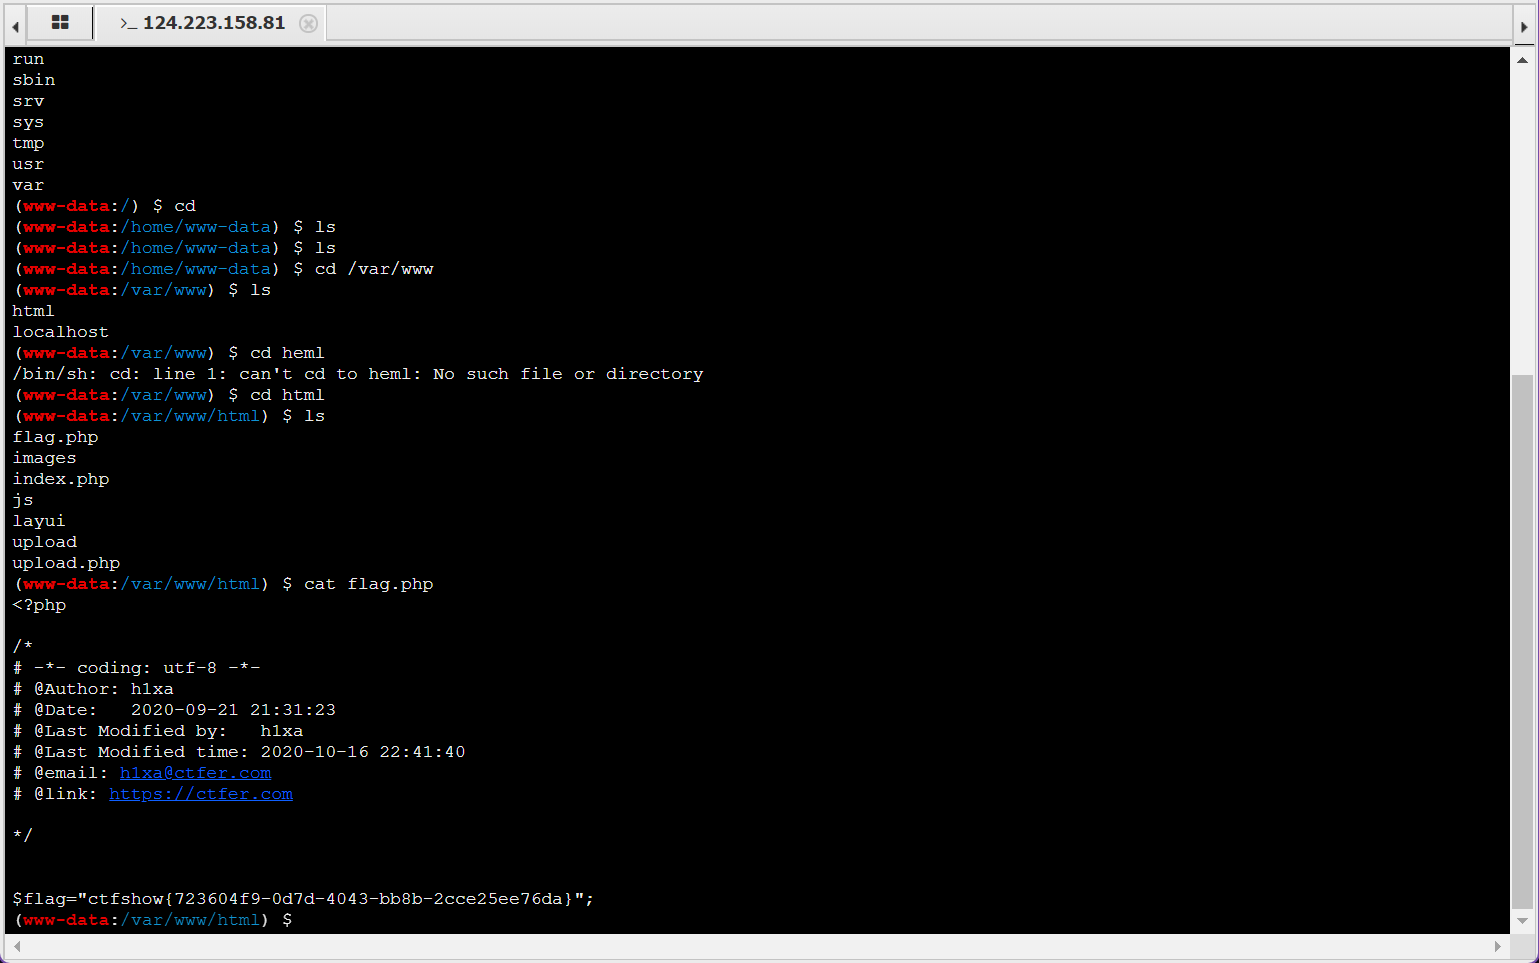 >_ 124.223.158.81
run
sbin
srv
sys
tmp
usr
var
(www-data:/) $ cd
(www-data:/home/www-data) $ ls
(www-data:/home/www-data) $ ls
(www-data:/home/www-data) $ cd /var/www
(www-data:/var/www) $ ls
html
localhost
(www-data:/var/www) $ cd heml
/bin/sh: cd: line 1: can't cd to heml: No such file or directory
(www-data:/var/www) $ cd html
(www-data:/var/www/html) $ ls
flag.php
images
index.php
js
layui
upload
upload.php
(www-data:/var/www/html) $ cat flag.php
<?php
/*
# -*- coding: utf-8 -*-
# @Author: h1xa
# @Date:   2020-09-21 21:31:23
# @Last Modified by:   h1xa
# @Last Modified time: 2020-10-16 22:41:40
# @email: h1xa@ctfer.com
# @link: https://ctfer.com
*/
$flag="ctfshow{723604f9-0d7d-4043-bb8b-2cce25ee76da}";
(www-data:/var/www/html) $